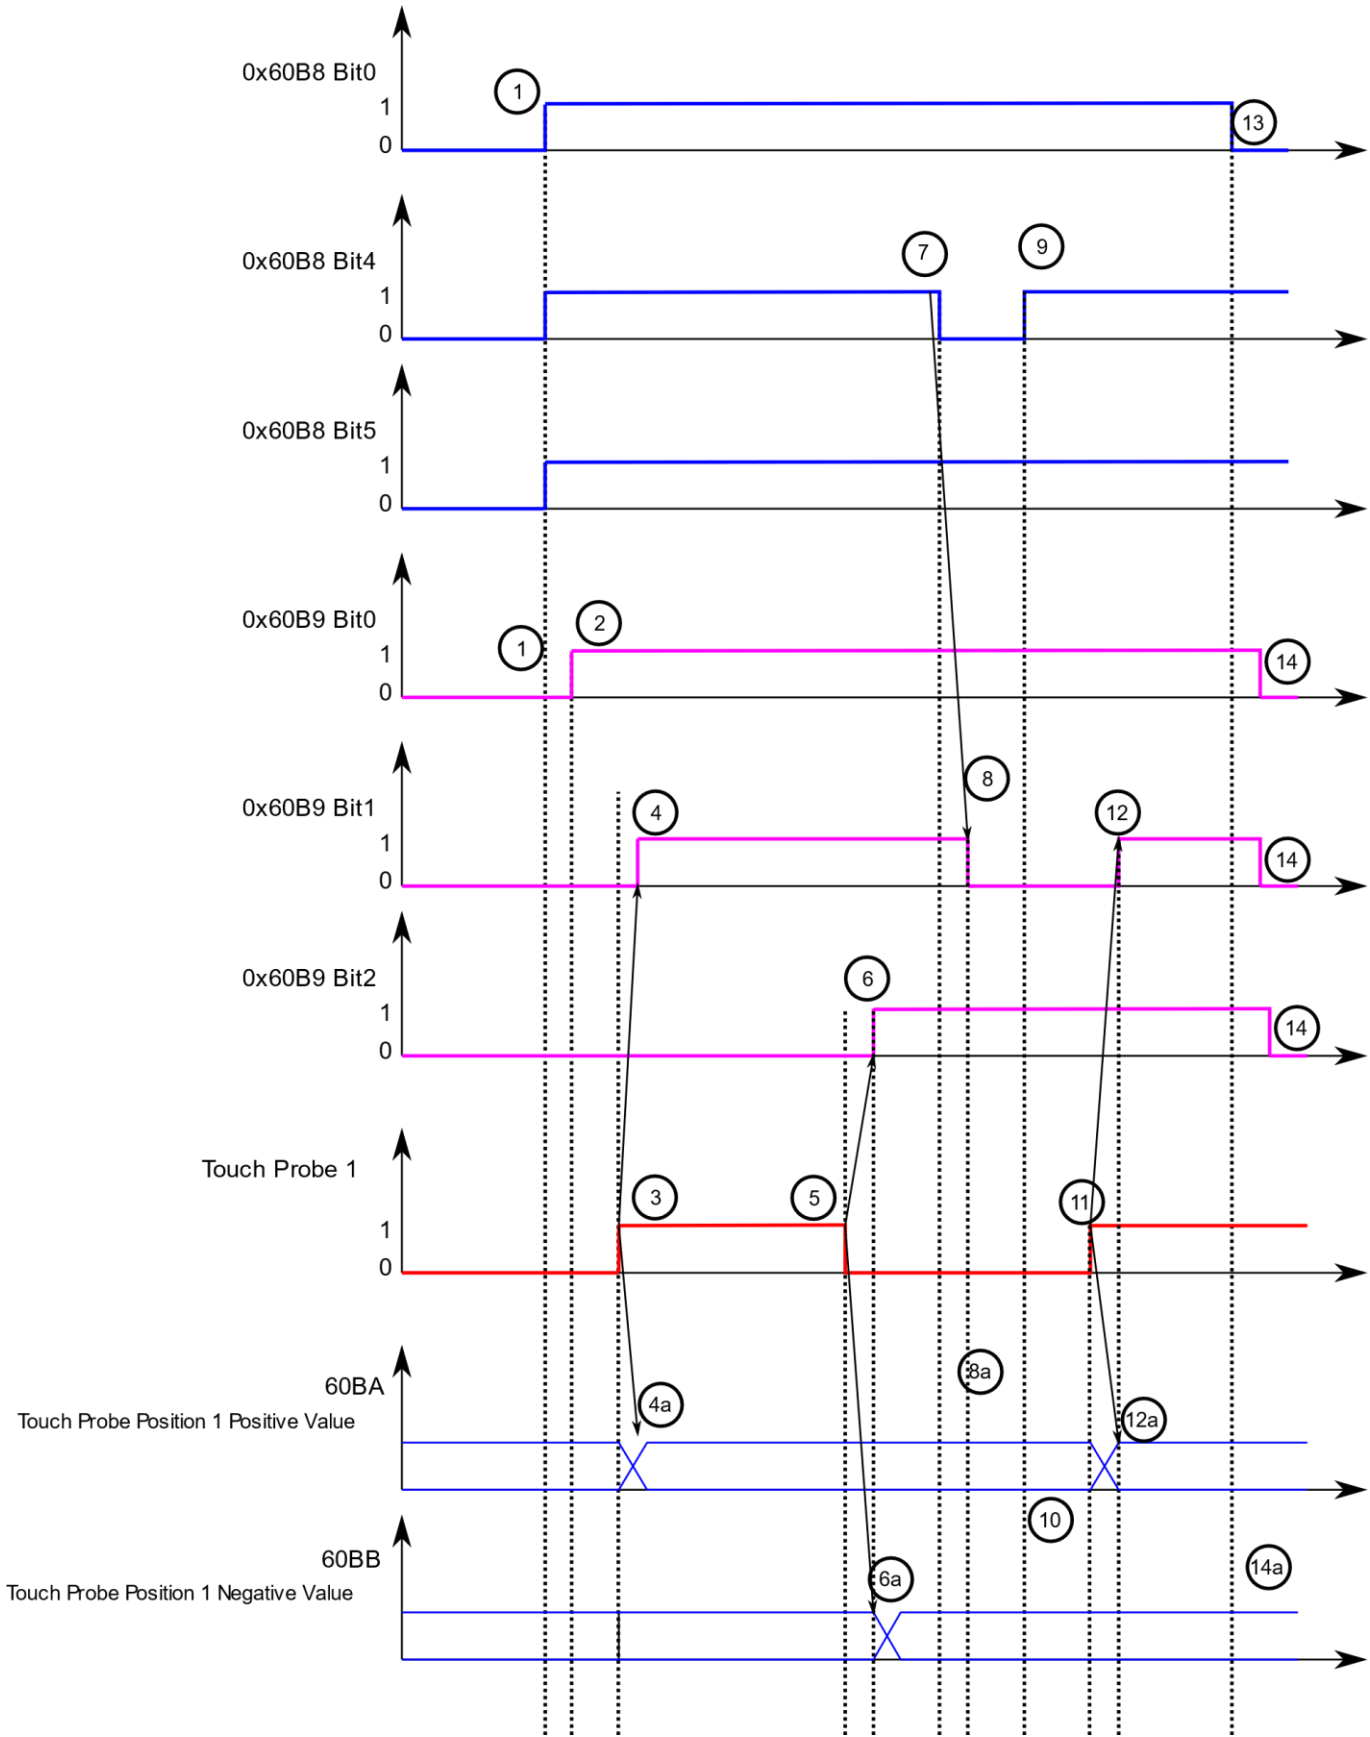 0x60B8 Bit0
1
1
0
13
0x60B8 Bit4
7
9
1
0
0x60B8 Bit5
1
0
0x60B9 Bit0
2
1
1
14
0
0x60B9 Bit1
8
4
12
1
14
0
0x60B9 Bit2
6
1
14
0
Touch Probe 1
3
5
11
1
0
60BA
8a
4a
12a
Touch Probe Position 1 Positive Value
10
60BB
14a
6a
Touch Probe Position 1 Negative Value